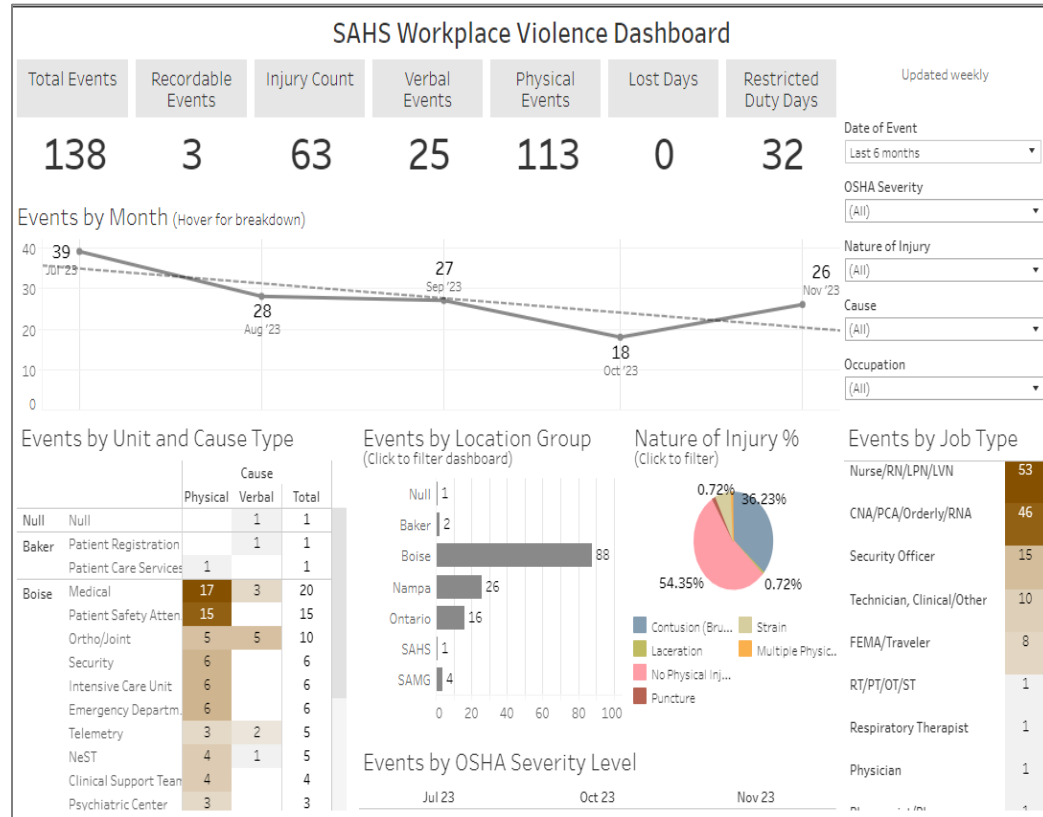 SAHS Workplace Violence Dashboard
Total Events
Recordable
Events
Injury Count
Verbal
Events
Physical
Events
Lost Days
Restricted
Duty Days
138
3
63
25
113
0
32
Updated weekly
Date of Event
Last 6 months
OSHA Severity
(All)
Nature of Injury
(All)
Cause
(All)
Occupation
(All)
Events by Month (Hover for breakdown)
40
30
20
10
0
39
Jul '23
28
Aug '23
27
Sep '23
18
Oct '23
26
Nov '23
Events by Unit and Cause Type
Cause
Physical Verbal Total
Null Null 1 1
Baker Patient Registration 1 1
Patient Care Services 1 1
Boise Medical 17 3 20
Patient Safety Atten. 15 15
Ortho/Joint 5 5 10
Security 6 6
Intensive Care Unit 6 6
Emergency Departm. 6 6
Telemetry 3 2 5
NeST 4 1 5
Clinical Support Team 4 4
Psychiatric Center 3 3
Events by Location Group
(Click to filter dashboard)
Null 1
Baker 2
Boise 88
Nampa 26
Ontario 16
SAHS 1
SAMG 4
0 20 40 60 80 100
Nature of Injury %
(Click to filter)
0.72%
36.23%
54.35%
0.72%
Contusion (Bru...
Strain
Laceration
Multiple Physic..
No Physical Inj...
Puncture
Events by OSHA Severity Level
Jul 23 Oct 23 Nov 23
Events by Job Type
Nurse/RN/LPN/LVN 53
CNA/PCA/Orderly/RNA 46
Security Officer 15
Technician, Clinical/Other 10
FEMA/Traveler 8
RT/PT/OT/ST 1
Respiratory Therapist 1
Physician 1